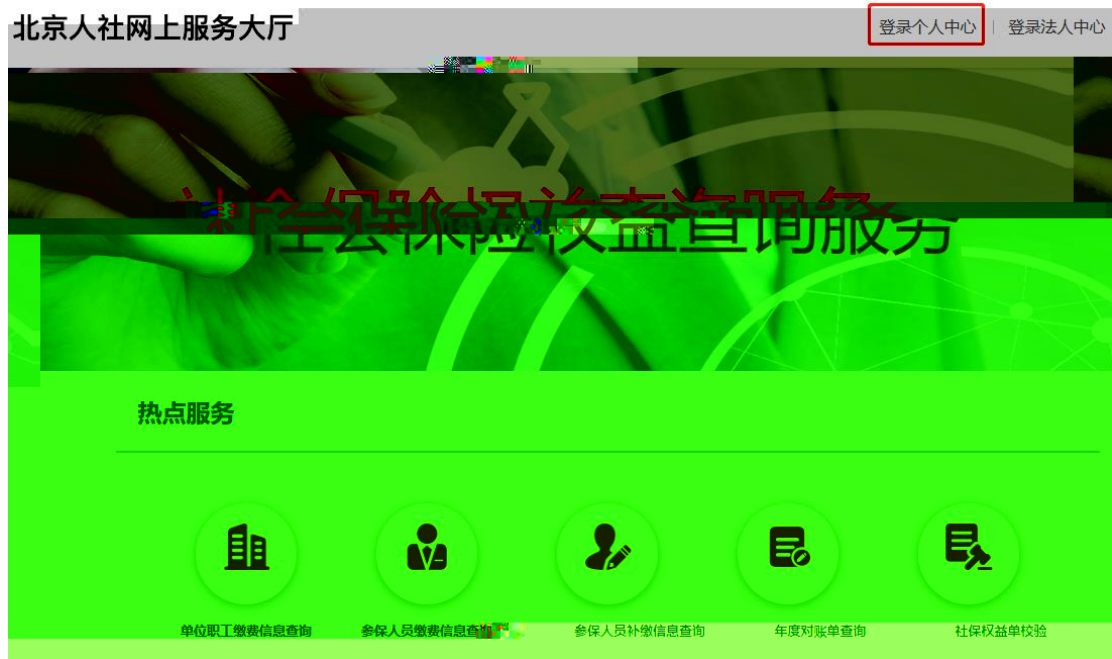 北京人社网上服务大厅
登录个人中心 | 登录法人中心
社会保险权益查询服务
热点服务
单位职工缴费信息查询
参保人员缴费信息查询
参保人员补缴信息查询
年度对账单查询
社保权益单校验